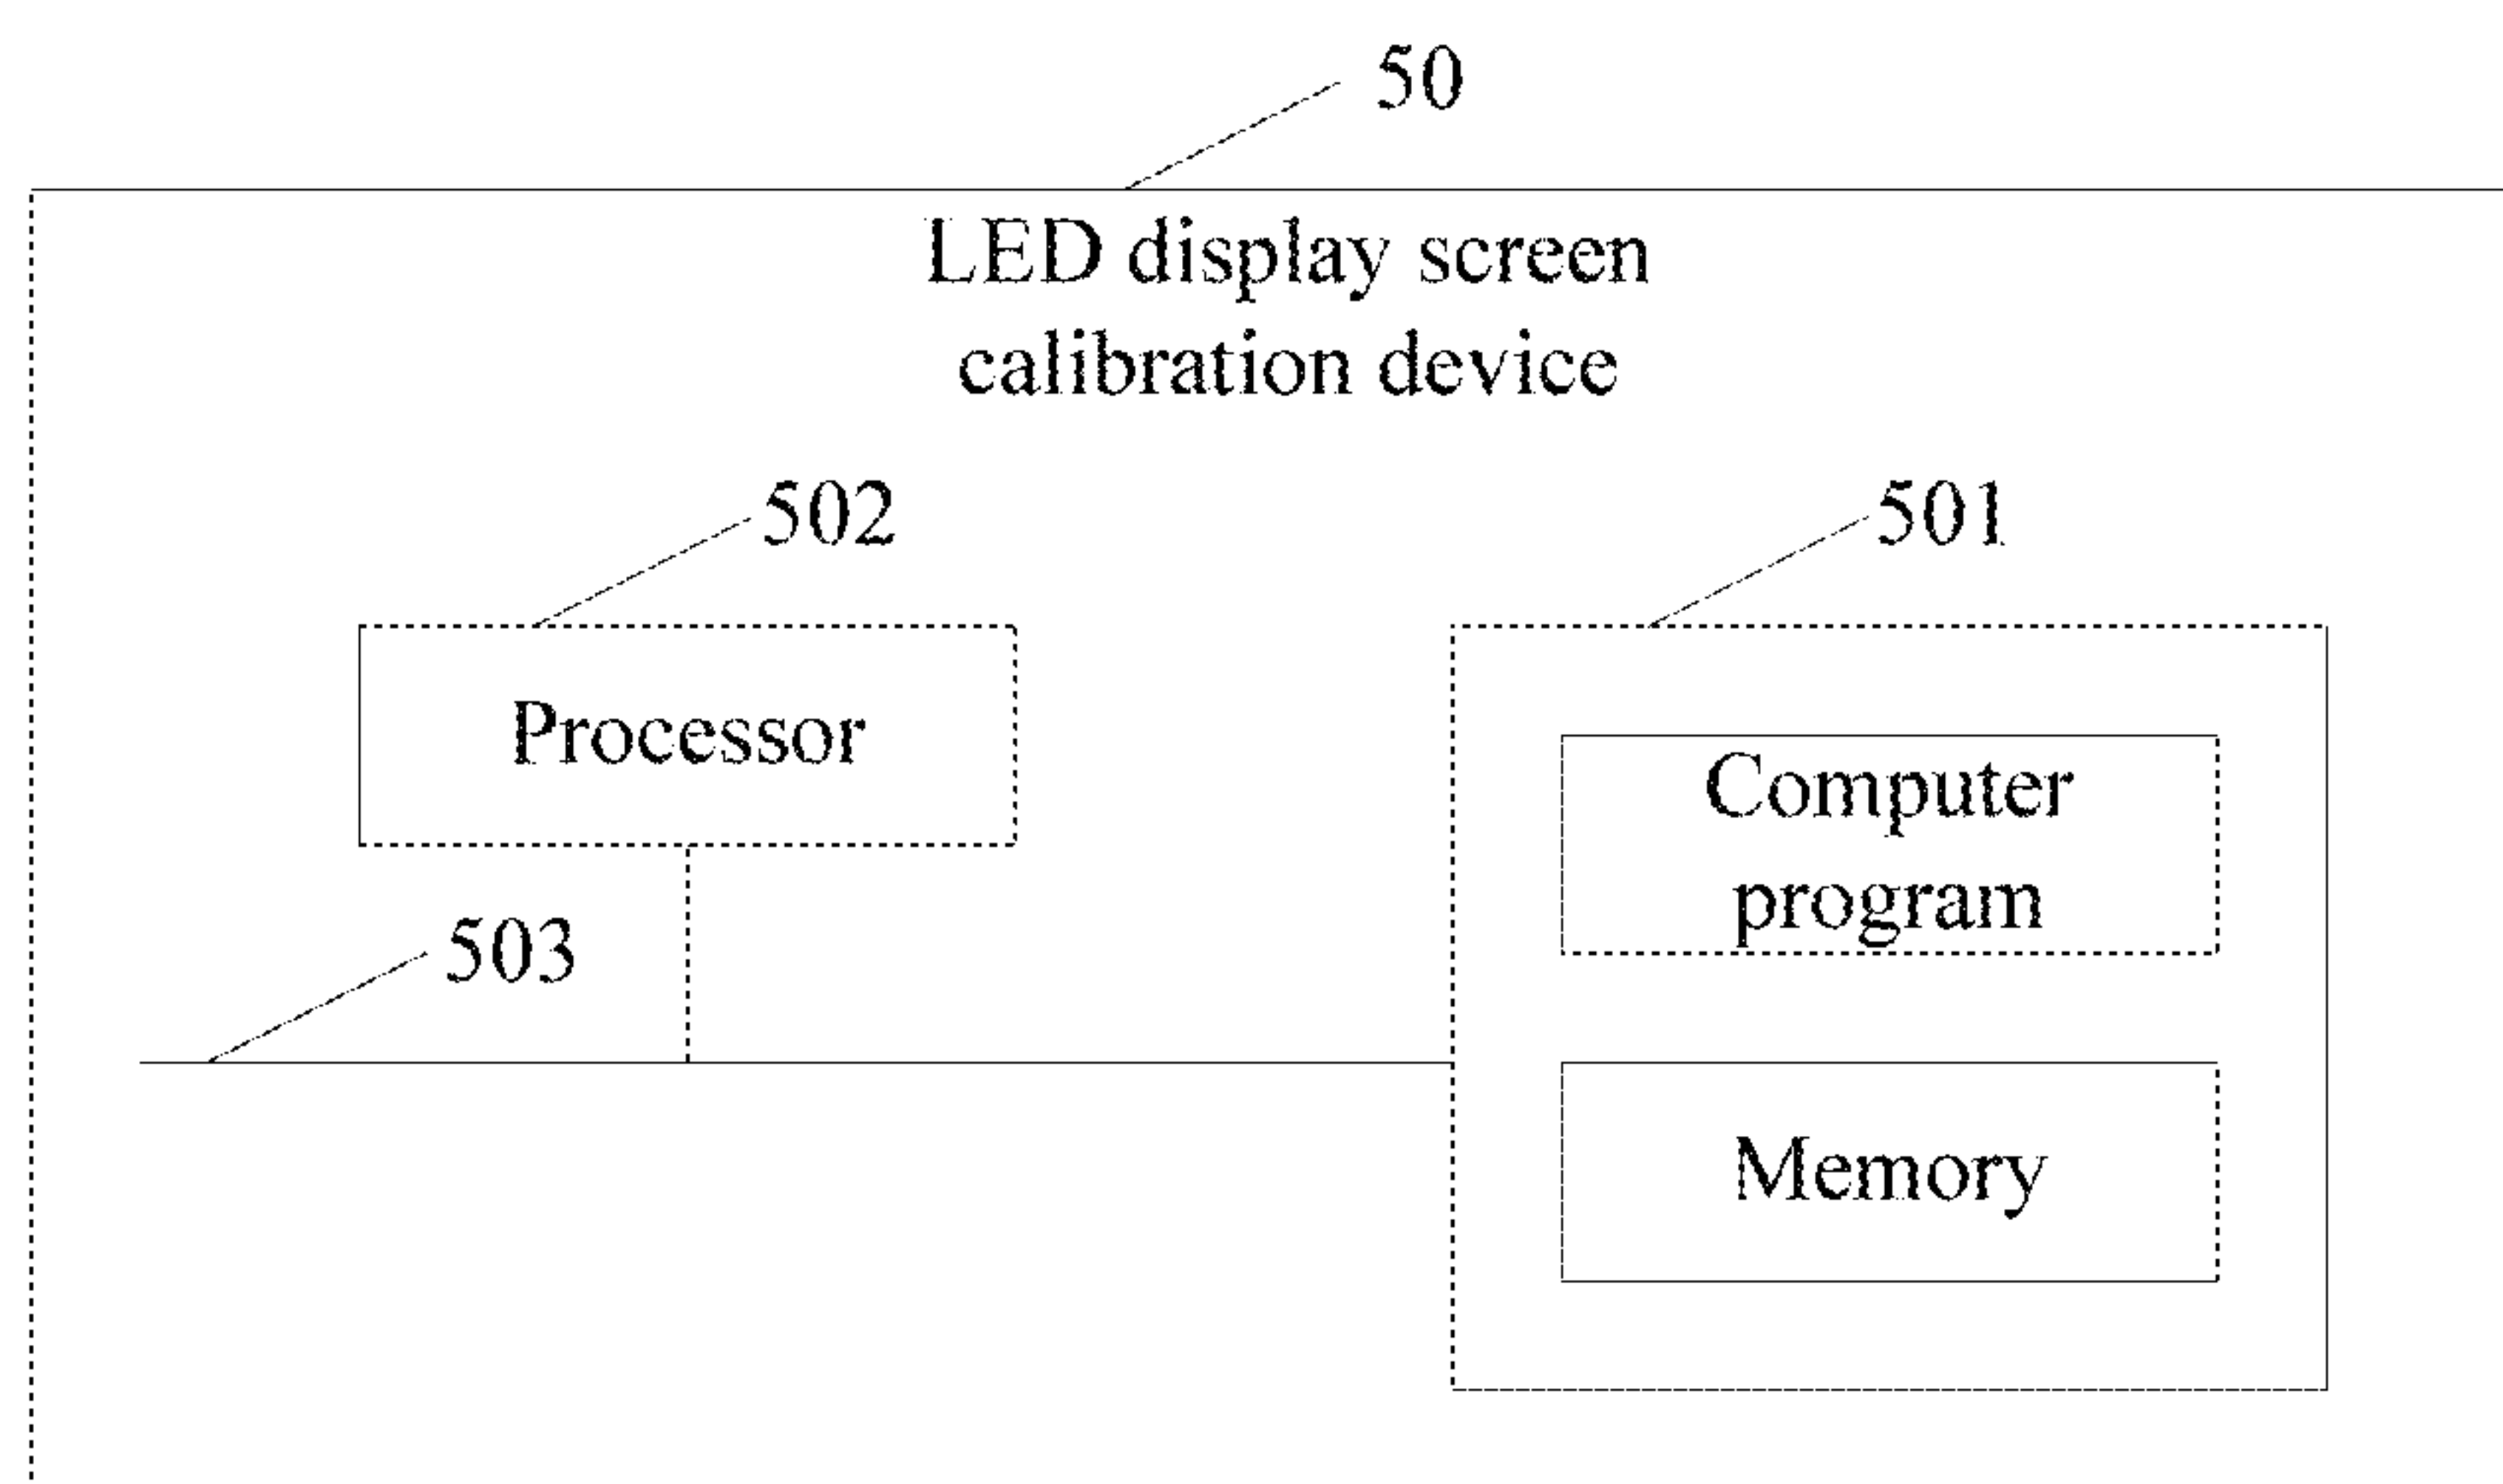 50
LED display screen
calibration device
502
501
Processor
Computer
program
503
Memory